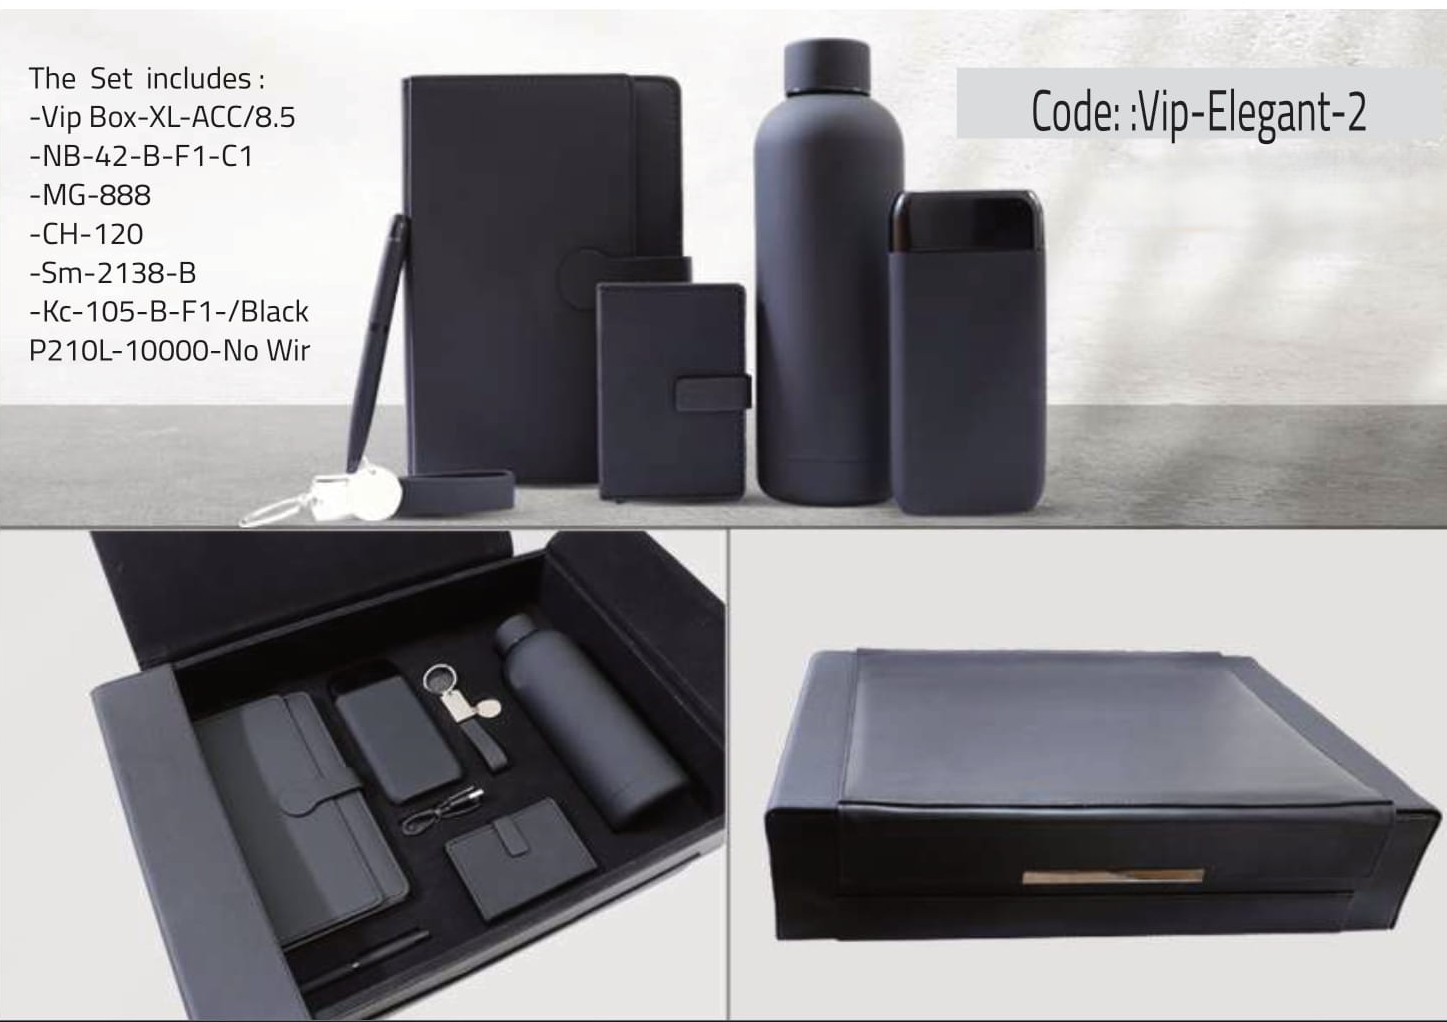 The Set includes :
-Vip Box-XL-ACC/8.5
-NB-42-B-F1-C1
-MG-888
-CH-120
-Sm-2138-B
-Kc-105-B-F1-/Black
P210L-10000-No Wir
Code: :Vip-Elegant-2